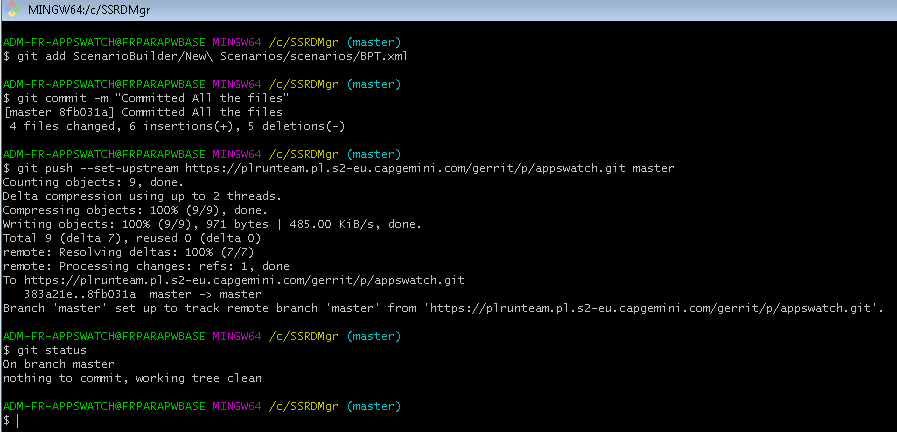 MINGW64:/c/SSRDMgr
ADM-FR-APPSWATCH@FRPARAPWBASE MINGW64 /c/SSRDMgr (master)
$ git add ScenarioBuilder/New\ Scenarios/scenarios/BPT.xml
ADM-FR-APPSWATCH@FRPARAPWBASE MINGW64 /c/SSRDMgr (master)
$ git commit -m "Committed All the files"
[master 8fb031a] Committed All the files
4 files changed, 6 insertions(+), 5 deletions(-)
ADM-FR-APPSWATCH@FRPARAPWBASE MINGW64 /c/SSRDMgr (master)
$ git push --set-upstream https://plrunteam.pl.s2-eu.capgemini.com/gerrit/p/appswatch.git master
Counting objects: 9, done.
Delta compression using up to 2 threads.
Compressing objects: 100% (9/9), done.
Writing objects: 100% (9/9), 971 bytes | 485.00 KiB/s, done.
Total 9 (delta 7), reused 0 (delta 0)
remote: Resolving deltas: 100% (7/7)
remote: Processing changes: refs: 1, done
To https://plrunteam.pl.s2-eu.capgemini.com/gerrit/p/appswatch.git
383a21e..8fb031a master -> master
Branch 'master' set up to track remote branch 'master' from 'https://plrunteam.pl.s2-eu.capgemini.com/gerrit/p/appswatch.git'.
ADM-FR-APPSWATCH@FRPARAPWBASE MINGW64 /c/SSRDMgr (master)
$ git status
On branch master
nothing to commit, working tree clean
ADM-FR-APPSWATCH@FRPARAPWBASE MINGW64 /c/SSRDMgr (master)
$